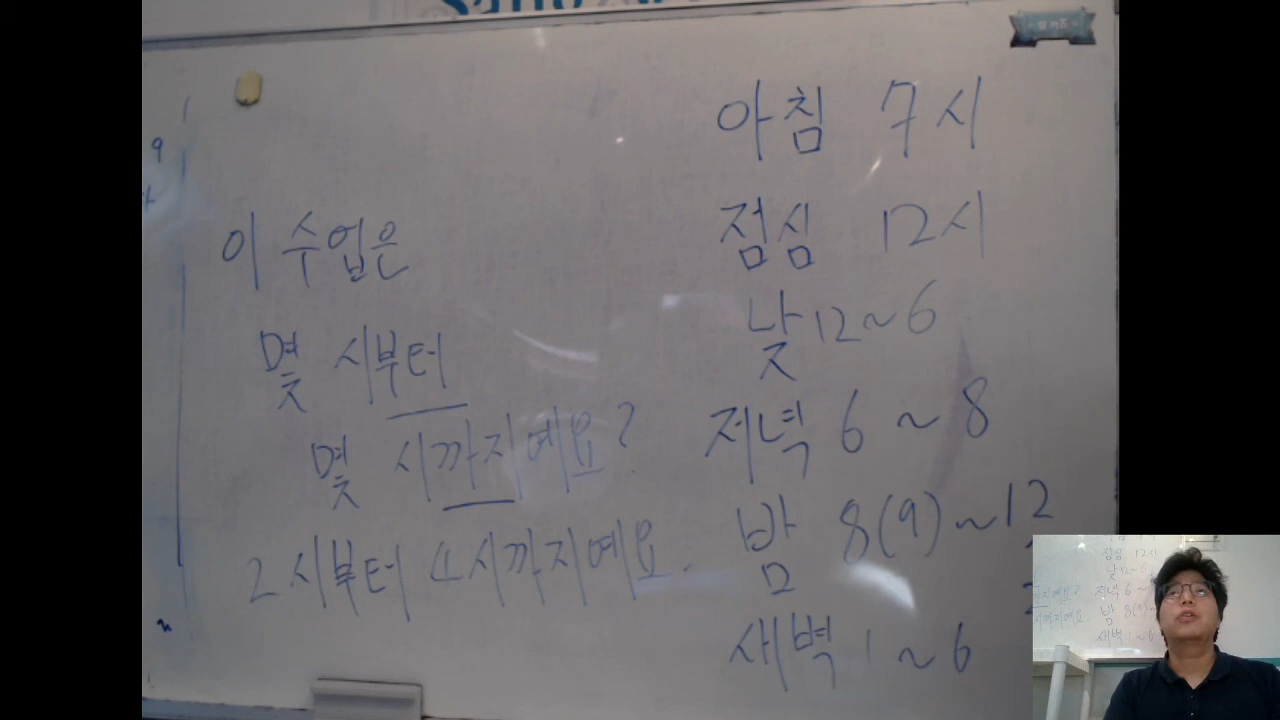 이 수업은
몇 시부터
몇 시까지예요?
2시부터 4시까지예요.
아침 7시
점심 12시
낮 12~6
저녁 6~8
밤 8(9)~12
새벽 1~6